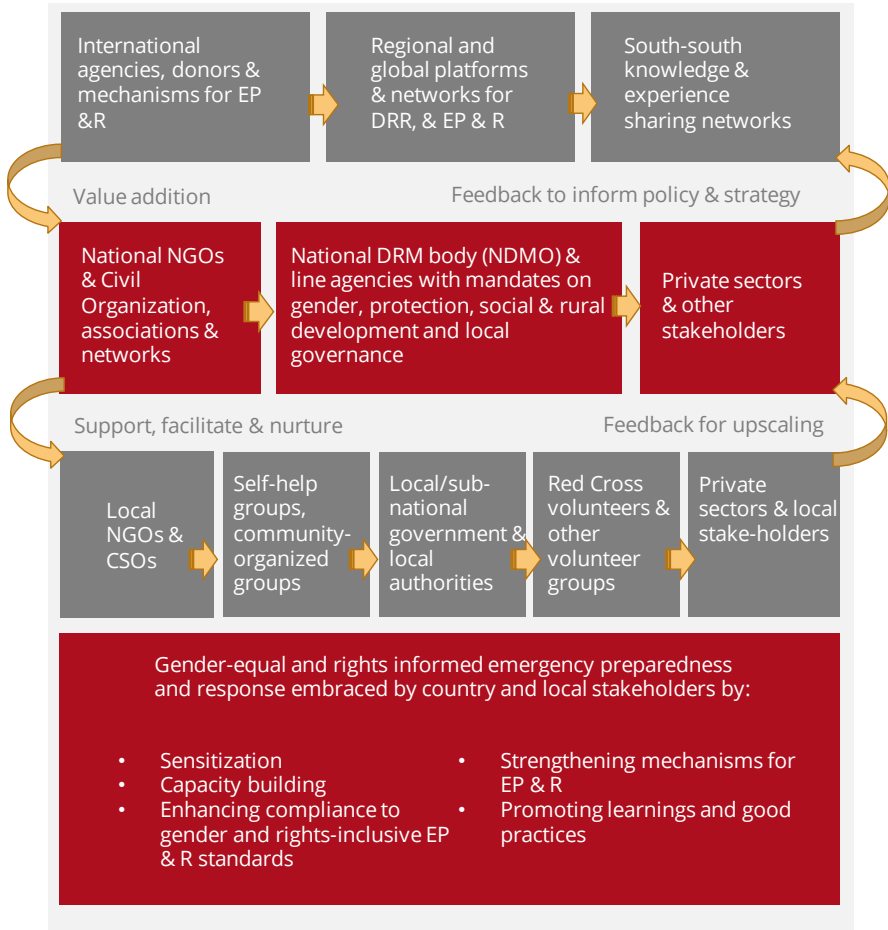 International
agencies, donors &
mechanisms for EP
&R
Regional and
global platforms
& networks for
DRR, & EP & R
South-south
knowledge &
experience
sharing networks
Value addition
Feedback to inform policy & strategy
National NGOs
& Civil
Organization,
associations &
networks
National DRM body (NDMO) &
line agencies with mandates on
gender, protection, social & rural
development and local
governance
Private sectors
& other
stakeholders
Support, facilitate & nurture
Feedback for upscaling
Local
NGOs &
CSOs
Self-help
groups,
community-
organized
groups
Local/sub-
national
government &
local
authorities
Red Cross
volunteers &
other
volunteer
groups
Private
sectors & local
stake-holders
Gender-equal and rights informed emergency preparedness
and response embraced by country and local stakeholders by:
• Sensitization
• Capacity building
• Enhancing compliance to
gender and rights-inclusive EP
& R standards
• Strengthening mechanisms for
EP & R
• Promoting learnings and good
practices